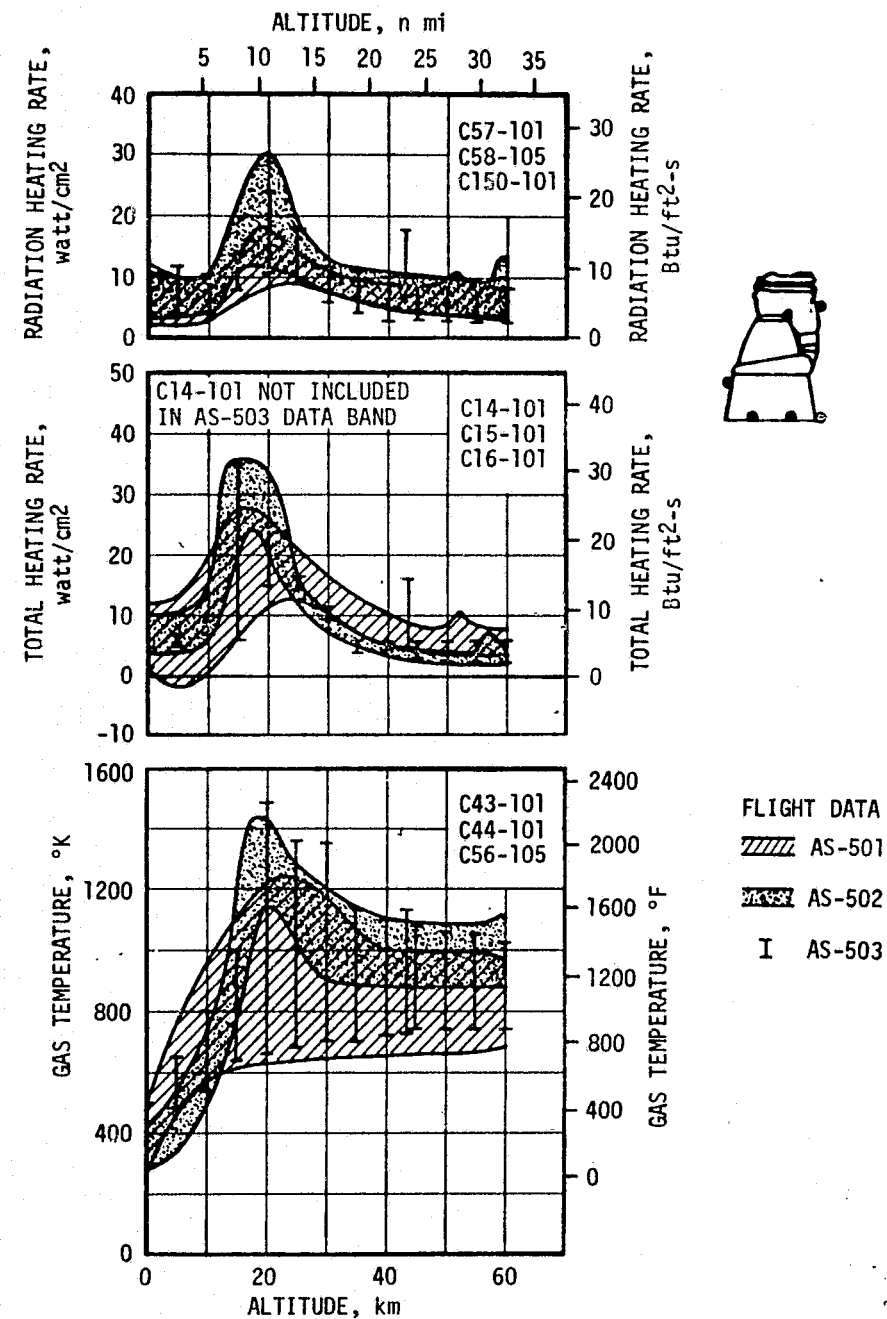 ALTITUDE, n mi
5 10 15 20 25 30 35
RADIATION HEATING RATE,
watt/cm2
40
30
20
10
0
C57-101
C58-105
C150-101
30
20
10
0
RADIATION HEATING RATE,
Btu/ft2-s
TOTAL HEATING RATE,
watt/cm2
50
40
30
20
10
0
-10
C14-101 NOT INCLUDED
IN AS-503 DATA BAND
C14-101
C15-101
C16-101
40
30
20
10
0
TOTAL HEATING RATE,
Btu/ft2-s
GAS TEMPERATURE, °K
1600
1200
800
400
0
C43-101
C44-101
C56-105
2400
2000
1600
1200
800
400
0
GAS TEMPERATURE, °F
0 20 40 60
ALTITUDE, km
FLIGHT DATA
AS-501
AS-502
AS-503